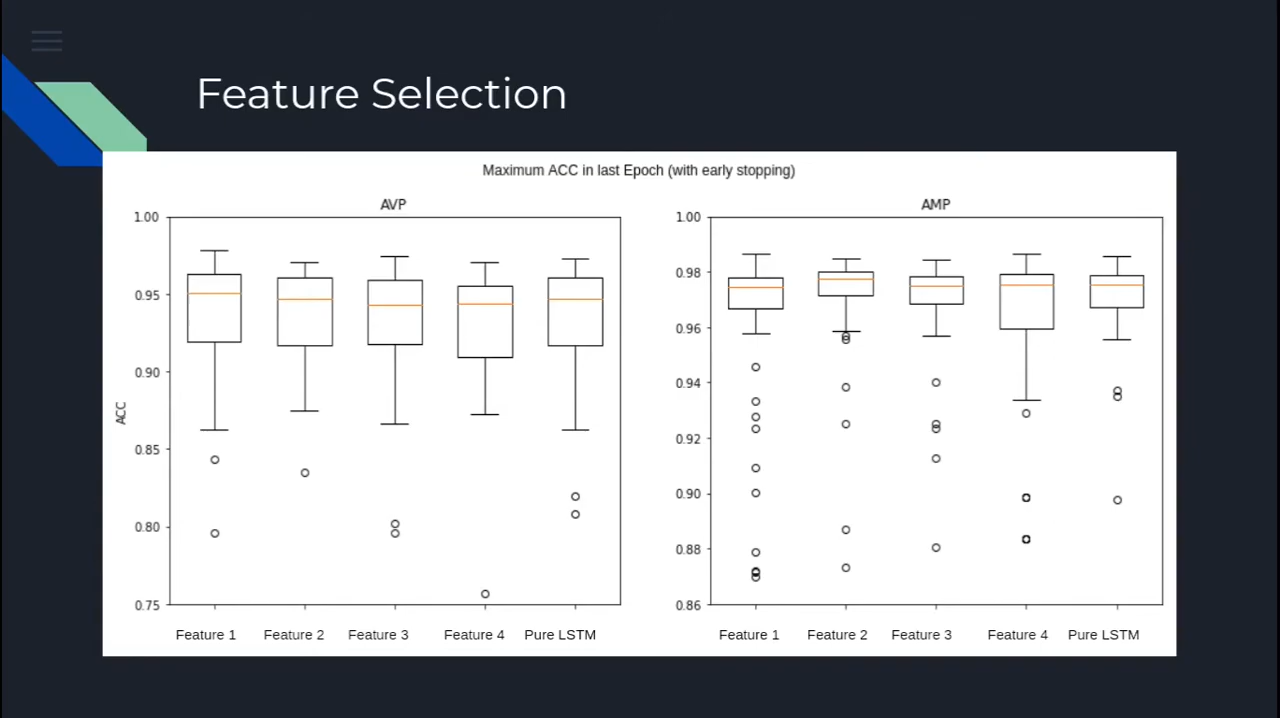 Feature Selection
Maximum ACC in last Epoch (with early stopping)
AVP
1.00
0.95
0.90
0.85
0.80
0.75
ACC
Feature 1 Feature 2 Feature 3 Feature 4 Pure LSTM
AMP
1.00
0.98
0.96
0.94
0.92
0.90
0.88
0.86
Feature 1 Feature 2 Feature 3 Feature 4 Pure LSTM